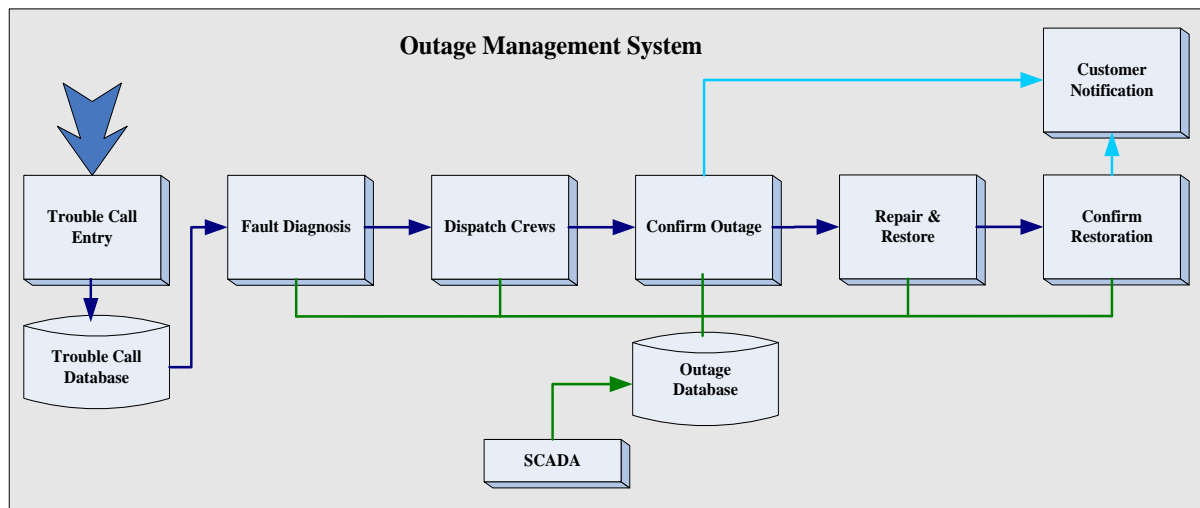 Outage Management System
Customer
Notification
Trouble Call
Entry
Fault Diagnosis
Dispatch Crews
Confirm Outage
Repair &
Restore
Confirm
Restoration
Trouble Call
Database
Outage
Database
SCADA